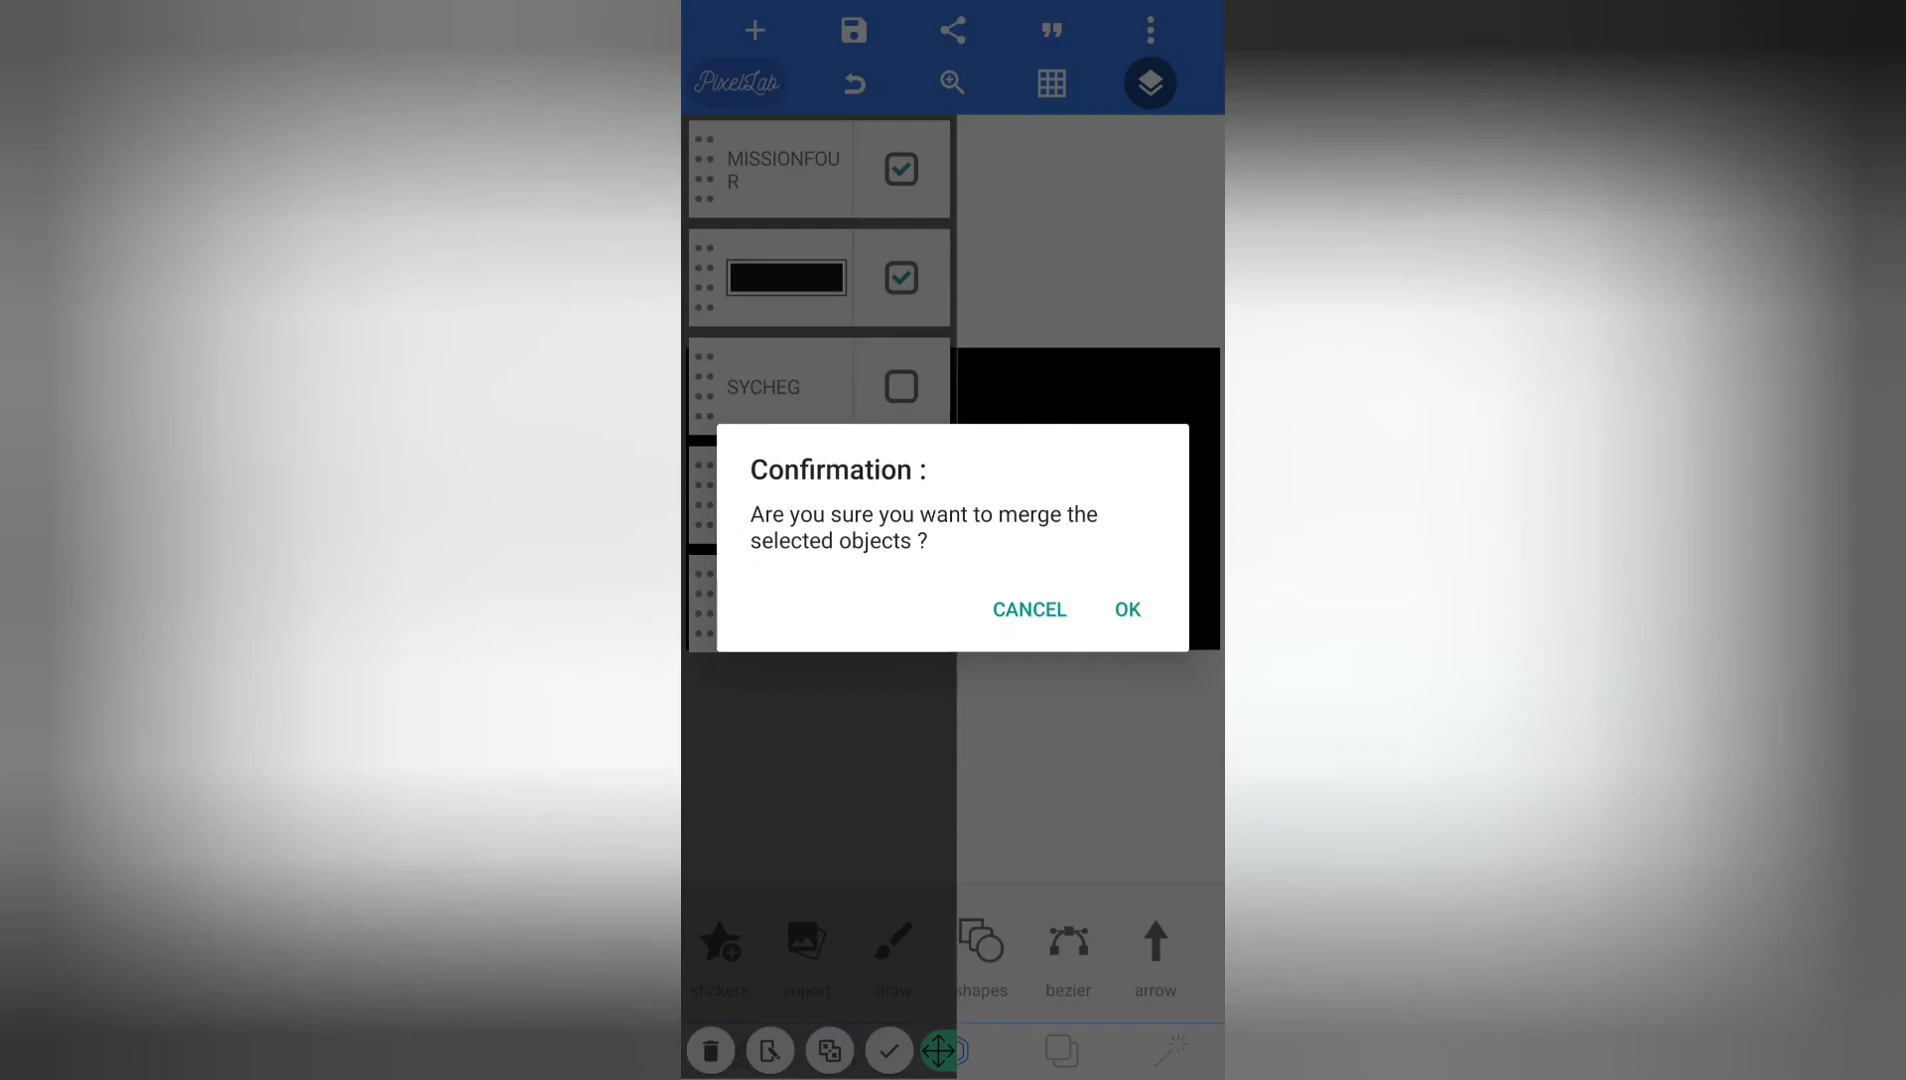 PixelLab
MISSIONFOU
R
SYCHEG
Confirmation :
Are you sure you want to merge the
selected objects ?
CANCEL OK
stickers import draw shapes bezier arrow